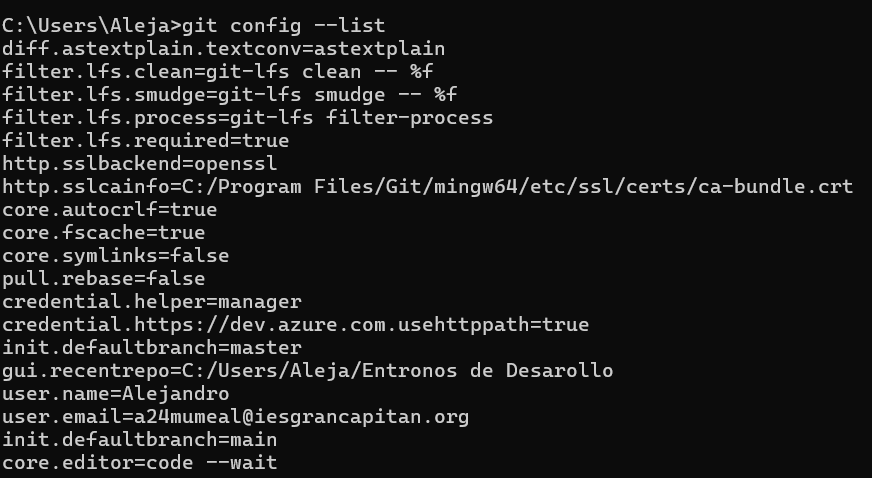 C:\Users\Aleja>git config --list
diff.astextplain.textconv=astextplain
filter.lfs.clean=git-lfs clean -- %f
filter.lfs.smudge=git-lfs smudge -- %f
filter.lfs.process=git-lfs filter-process
filter.lfs.required=true
http.sslbackend=openssl
http.sslcainfo=C:/Program Files/Git/mingw64/etc/ssl/certs/ca-bundle.crt
core.autocrlf=true
core.fscache=true
core.symlinks=false
pull.rebase=false
credential.helper=manager
credential.https://dev.azure.com.usehttppath=true
init.defaultbranch=master
gui.recentrepo=C:/Users/Aleja/Entronos de Desarollo
user.name=Alejandro
user.email=a24mumeal@iesgrancapitan.org
init.defaultbranch=main
core.editor=code --wait